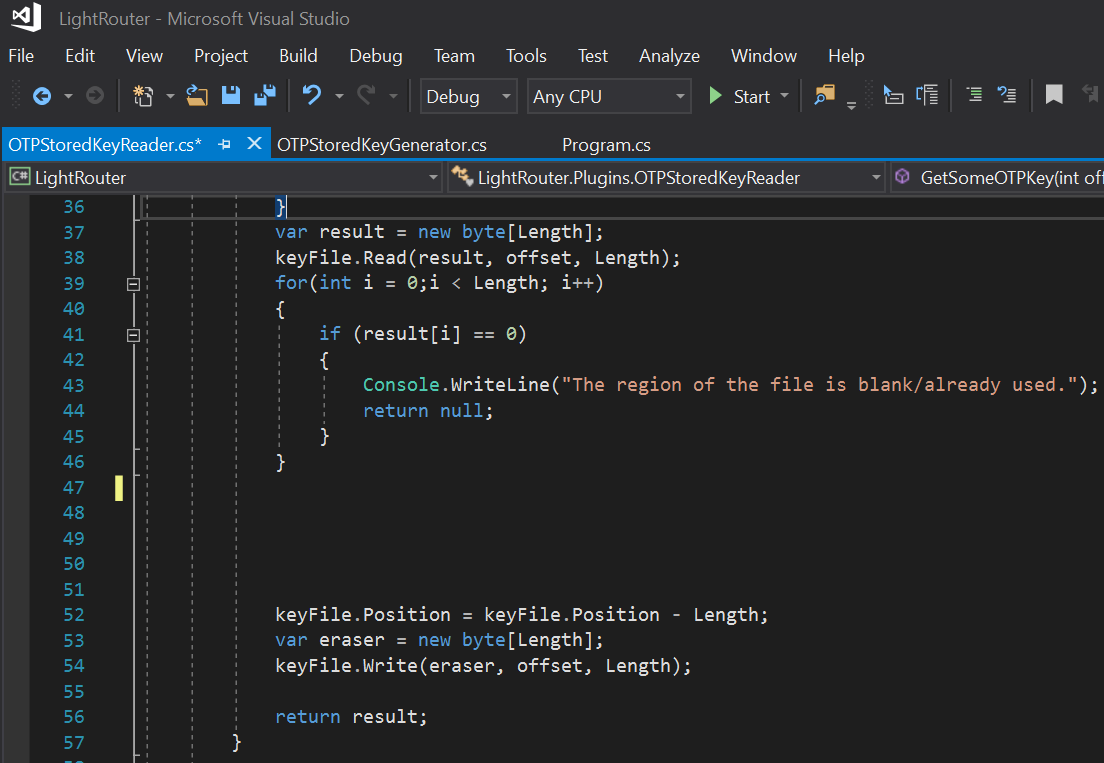 LightRouter - Microsoft Visual Studio
File Edit View Project Build Debug Team Tools Test Analyze Window Help
Debug Any CPU Start
OTPStoredKeyReader.cs* OTPStoredKeyGenerator.cs Program.cs
C# LightRouter LightRouter.Plugins.OTPStoredKeyReader GetSomeOTPKey(int off
36 }
37 var result = new byte[Length];
38 keyFile.Read(result, offset, Length);
39 for(int i = 0;i < Length; i++)
40 {
41 if (result[i] == 0)
42 {
43 Console.WriteLine("The region of the file is blank/already used.");
44 return null;
45 }
46 }
47
48
49
50
51
52 keyFile.Position = keyFile.Position - Length;
53 var eraser = new byte[Length];
54 keyFile.Write(eraser, offset, Length);
55
56 return result;
57 }